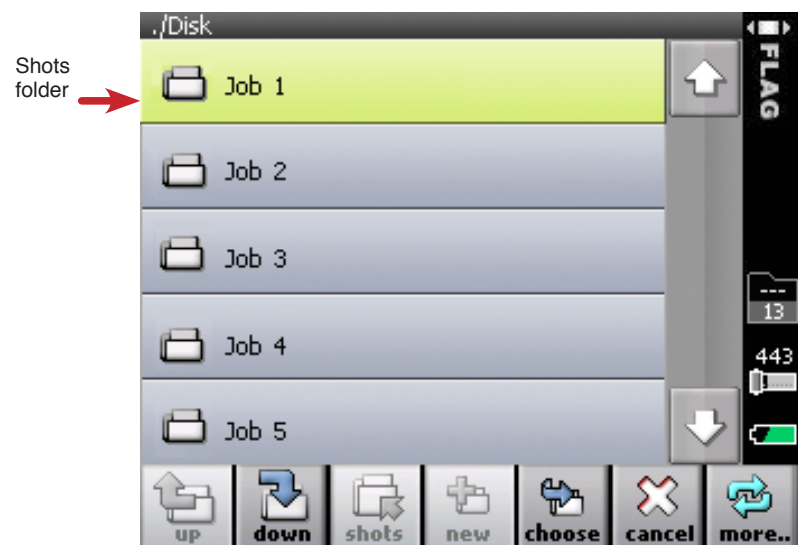 ./Disk
FLAG
Shots
folder
Job 1
Job 2
Job 3
Job 4
Job 5
---
13
443
up
down
shots
new
choose
cancel
more..